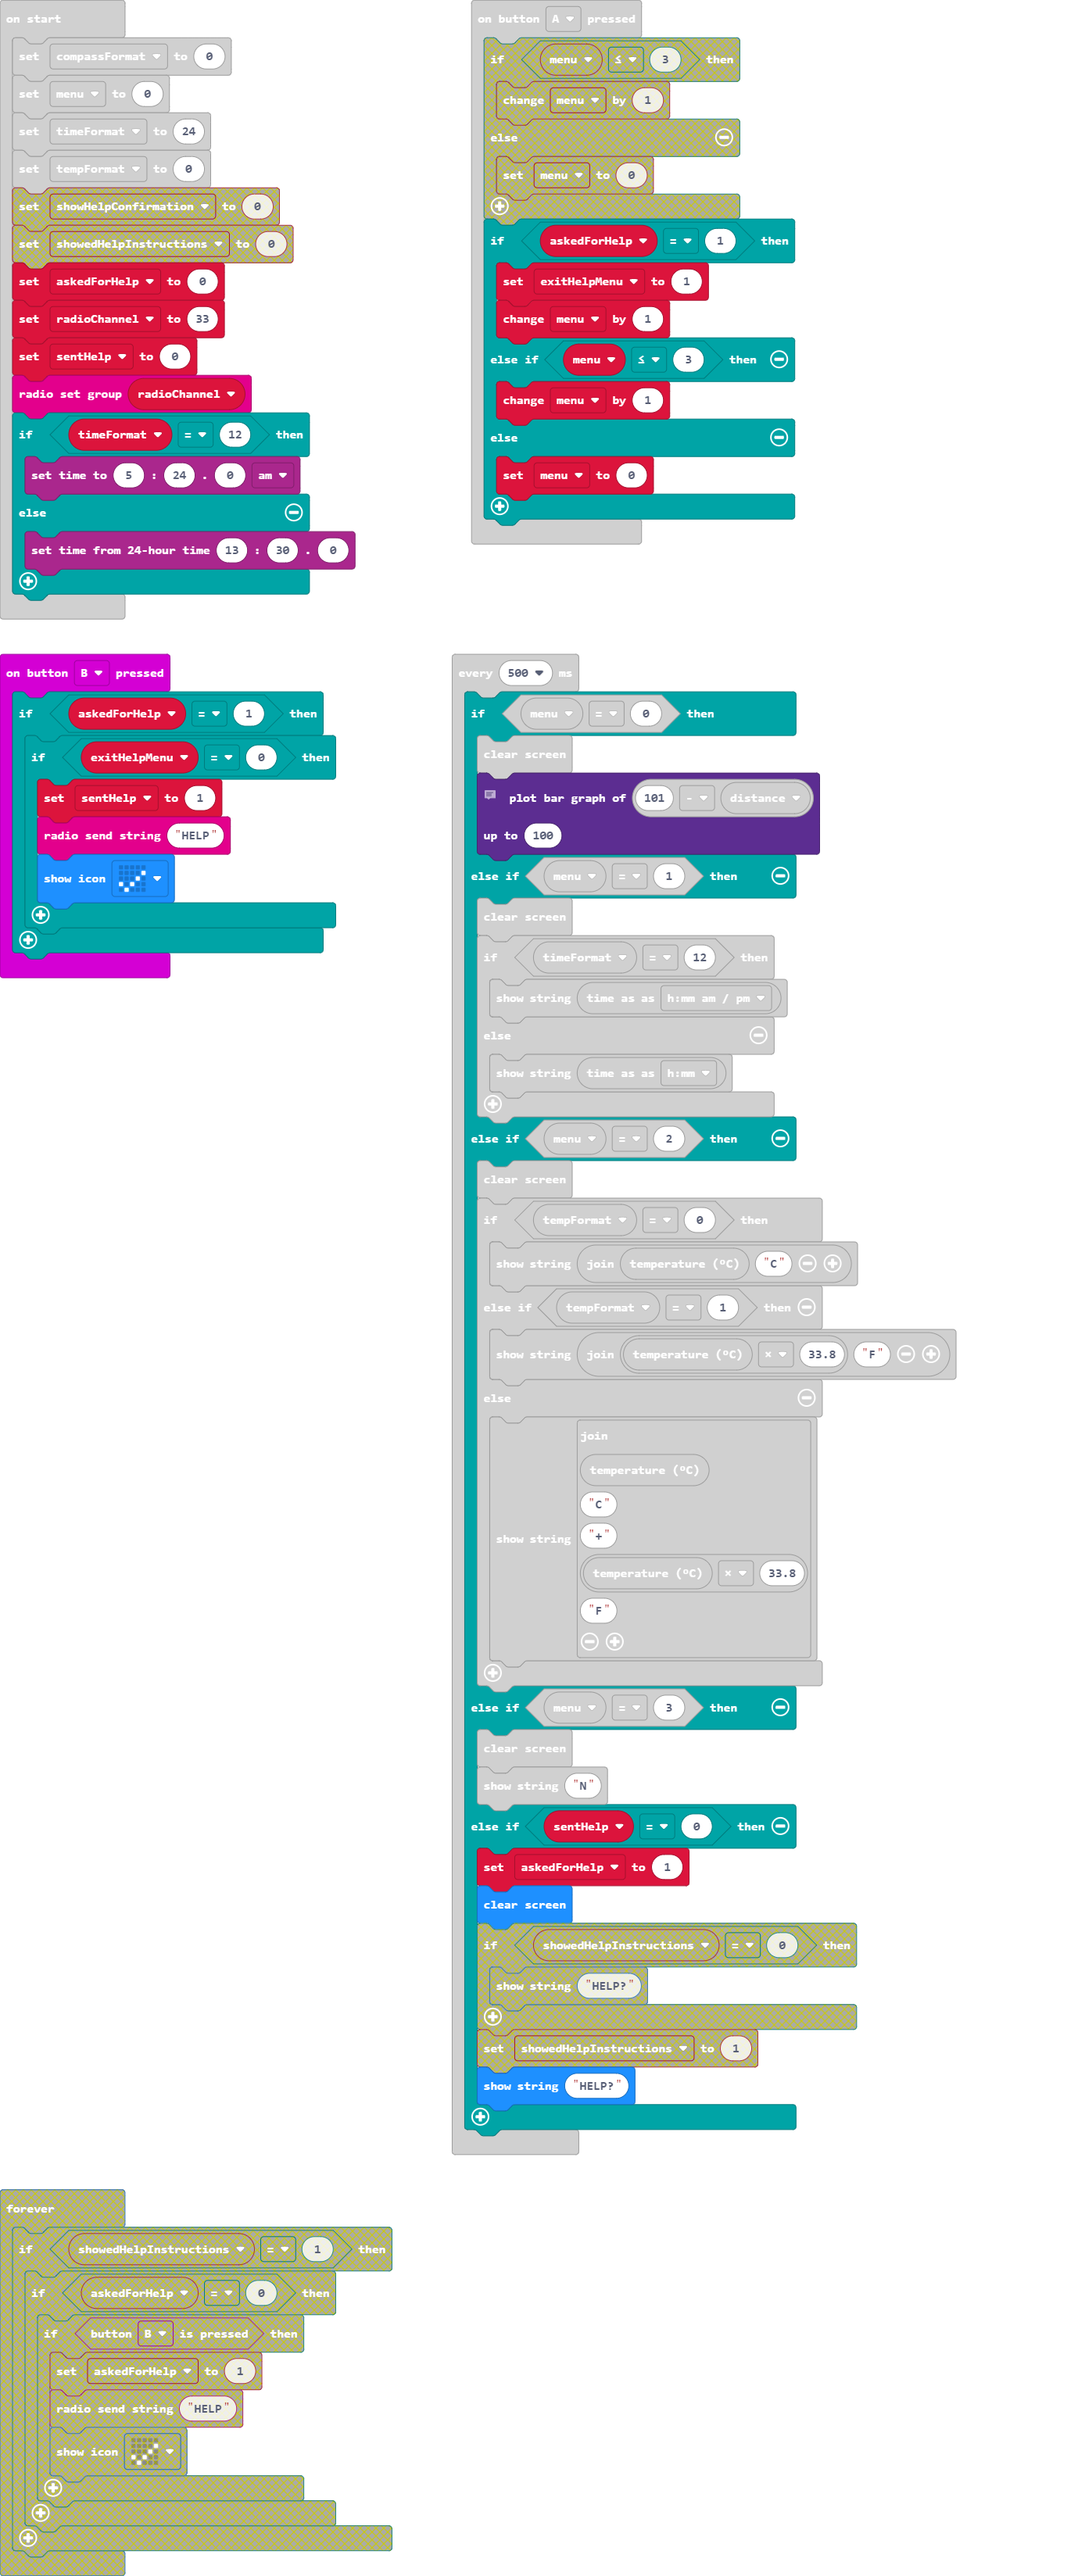 on start
set compassFormat to 0
set menu to 0
set timeFormat to 24
set tempFormat to 0
set showHelpConfirmation to 0
set showedHelpInstructions to 0
set askedForHelp to 0
set radioChannel to 33
set sentHelp to 0
radio set group radioChannel
if timeFormat = 12 then
set time to 5 : 24 . 0 am
else
set time from 24-hour time 13 : 30 . 0
on button A pressed
if menu ≤ 3 then
change menu by 1
else
set menu to 0
if askedForHelp = 1 then
set exitHelpMenu to 1
change menu by 1
else if menu ≤ 3 then
change menu by 1
else
set menu to 0
on button B pressed
if askedForHelp = 1 then
if exitHelpMenu = 0 then
set sentHelp to 1
radio send string "HELP"
show icon
every 500 ms
if menu = 0 then
clear screen
plot bar graph of 101 - distance
up to 100
else if menu = 1 then
clear screen
if timeFormat = 12 then
show string time as as h:mm am / pm
else
show string time as as h:mm
else if menu = 2 then
clear screen
if tempFormat = 0 then
show string join temperature (ºC) "C"
else if tempFormat = 1 then
show string join temperature (ºC) × 33.8 "F"
else
show string join
temperature (ºC)
"C"
"+"
temperature (ºC) × 33.8
"F"
else if menu = 3 then
clear screen
show string "N"
else if sentHelp = 0 then
set askedForHelp to 1
clear screen
if showedHelpInstructions = 0 then
show string "HELP?"
set showedHelpInstructions to 1
show string "HELP?"
forever
if showedHelpInstructions = 1 then
if askedForHelp = 0 then
if button B is pressed then
set askedForHelp to 1
radio send string "HELP"
show icon